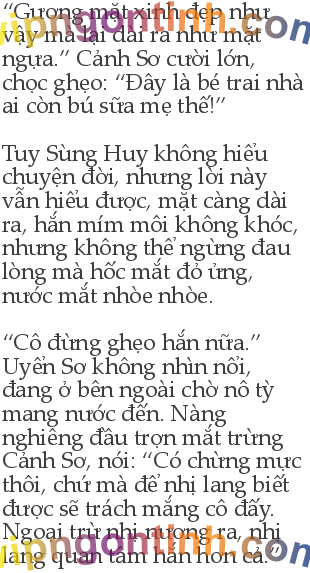 “Gương mặt xinh đẹp như
vậy mà lại dài ra như mặt
ngựa.” Cảnh Sơ cười lớn,
chọc ghẹo: “Đây là bé trai nhà
ai còn bú sữa mẹ thế!”
Tuy Sùng Huy không hiểu
chuyện đời, nhưng lời này
vẫn hiểu được, mặt càng dài
ra, hắn mím môi không khóc,
nhưng không thể ngừng đau
lòng mà hốc mắt đỏ ửng,
nước mắt nhòe nhòe.
“Cô đừng ghẹo hắn nữa.”
Uyển Sơ không nhìn nổi,
đang ở bên ngoài chờ nô tỳ
mang nước đến. Nàng
nghiêng đầu trợn mắt trừng
Cảnh Sơ, nói: “Có chừng mực
thôi, chứ mà để nhị lang biết
được sẽ trách mắng cô đấy.
Ngoại trừ nhị nương ra, nhị
lang quan tâm hắn hơn cả.”
vipngontinh.com
vipngontinh.com